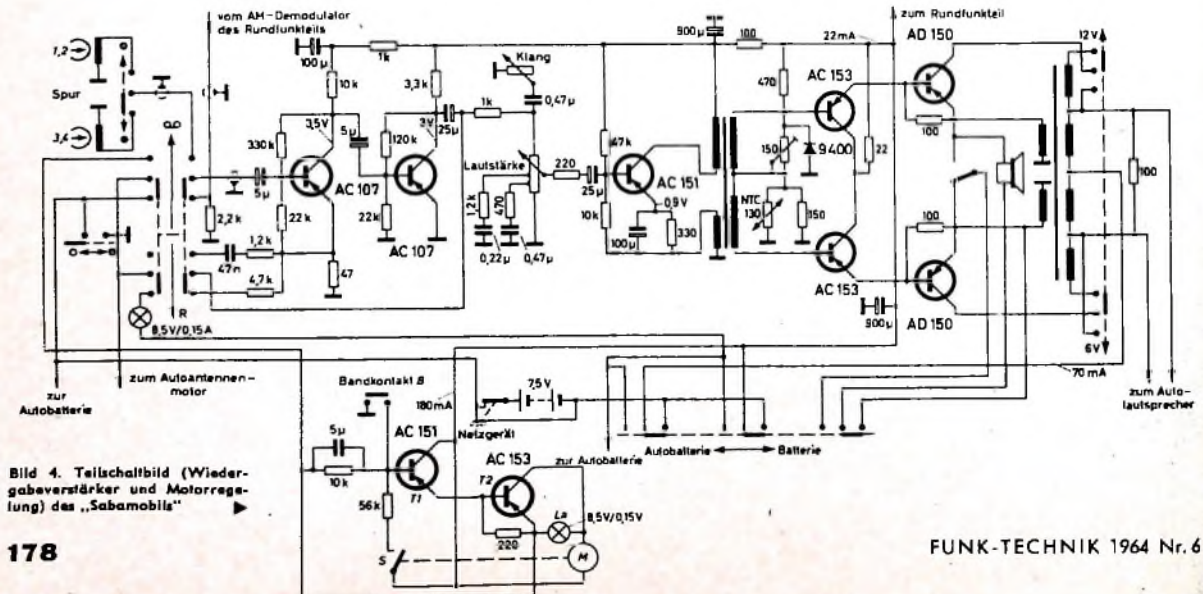 vom AM-Demodulator
des Rundfunkteils
zum Rundfunkteil
1,2
Spur
3,4
100µ
1k
10k
3,3k
Klang
0,47µ
900µ
100
22mA
470
AC 153
AD 150
12V
330k
3,5V
5µ
120k
3V
25µ
1k
Lautstärke
220
25µ
47k
AC 151
150
9400
22
100
100
5µ
AC 107
2,2k
22k
22k
AC 107
1,2k
470
0,22µ
0,47µ
10k
0,9V
100µ
330
NTC
130
150
100
1,2k
47n
4,7k
47
AC 153
900µ
AD 150
R
8,5V/0,15A
6V
70mA
zur
Autobatterie
zum Autoantennen-
motor
Bandkontakt B
180mA
7,5V
Netzgerät
zum Auto-
lautsprecher
5µ
AC 151
AC 153
zur Autobatterie
Autobatterie
Batterie
10k
T1
T2
La
8,5V/0,15V
56k
220
S
M
Bild 4. Teilschaltbild (Wieder-
gabeverstärker und Motorrege-
lung) des „Sabamobils"
178
FUNK-TECHNIK 1964 Nr. 6